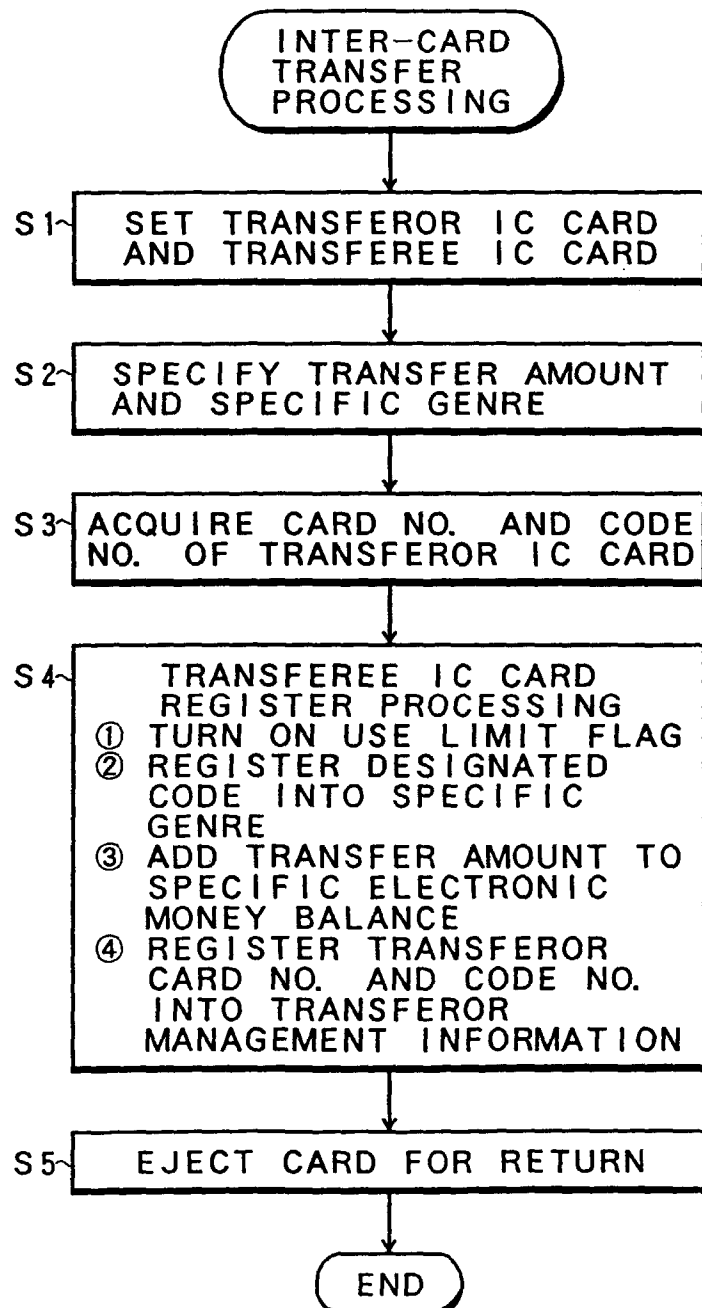 INTER-CARD
TRANSFER
PROCESSING
S1
SET TRANSFEROR IC CARD
AND TRANSFEREE IC CARD
S2
SPECIFY TRANSFER AMOUNT
AND SPECIFIC GENRE
S3
ACQUIRE CARD NO. AND CODE
NO. OF TRANSFEROR IC CARD
S4
TRANSFEREE IC CARD
REGISTER PROCESSING
① TURN ON USE LIMIT FLAG
② REGISTER DESIGNATED
CODE INTO SPECIFIC
GENRE
③ ADD TRANSFER AMOUNT TO
SPECIFIC ELECTRONIC
MONEY BALANCE
④ REGISTER TRANSFEROR
CARD NO. AND CODE NO.
INTO TRANSFEROR
MANAGEMENT INFORMATION
S5
EJECT CARD FOR RETURN
END